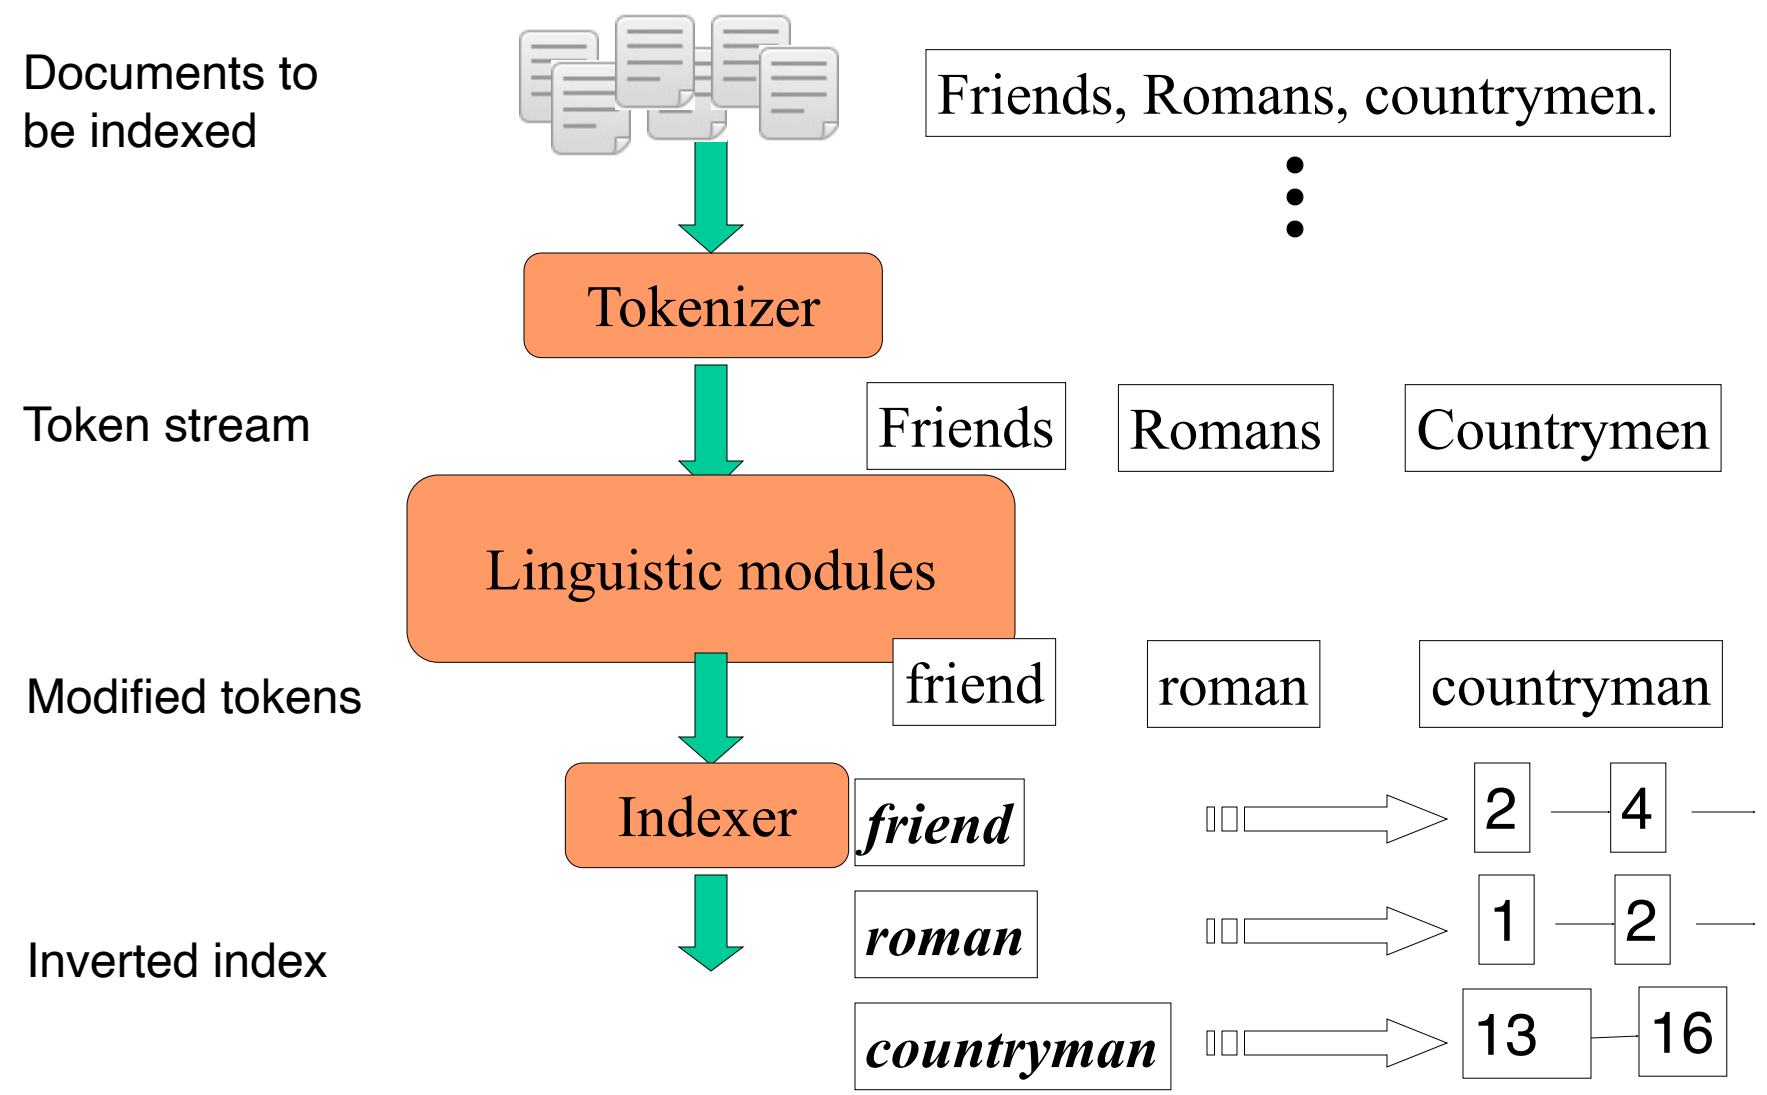 Documents to
be indexed
Friends, Romans, countrymen.
Tokenizer
Token stream
Friends Romans Countrymen
Linguistic modules
Modified tokens
friend roman countryman
Indexer
friend 2 4
roman 1 2
Inverted index
countryman 13 16